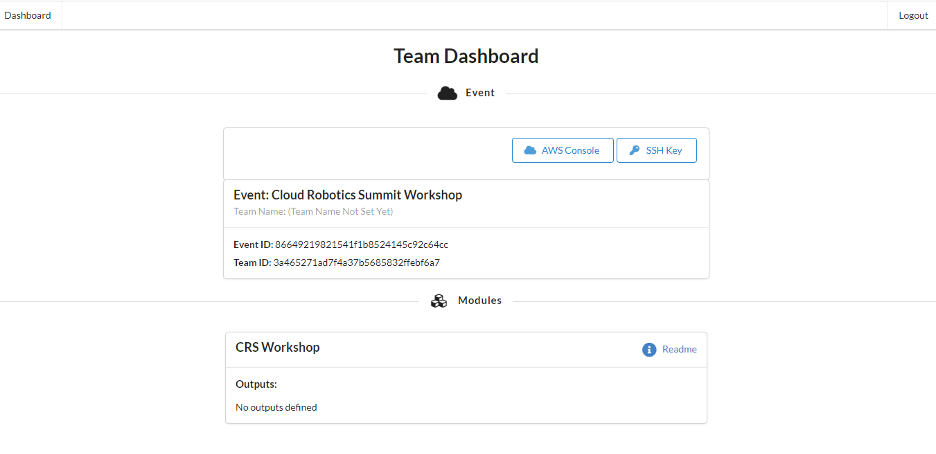 Dashboard
Logout
Team Dashboard
Event
AWS Console
SSH Key
Event: Cloud Robotics Summit Workshop
Team Name: (Team Name Not Set Yet)
Event ID: 86649219821541f1b8524145c92c64cc
Team ID: 3a465271ad7f4a37b5685832ffebf6a7
Modules
CRS Workshop
Readme
Outputs:
No outputs defined